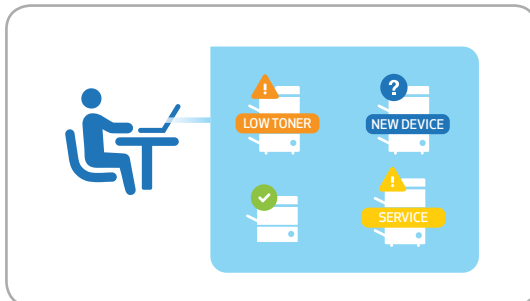 !
LOW TONER
?
NEW DEVICE
!
SERVICE